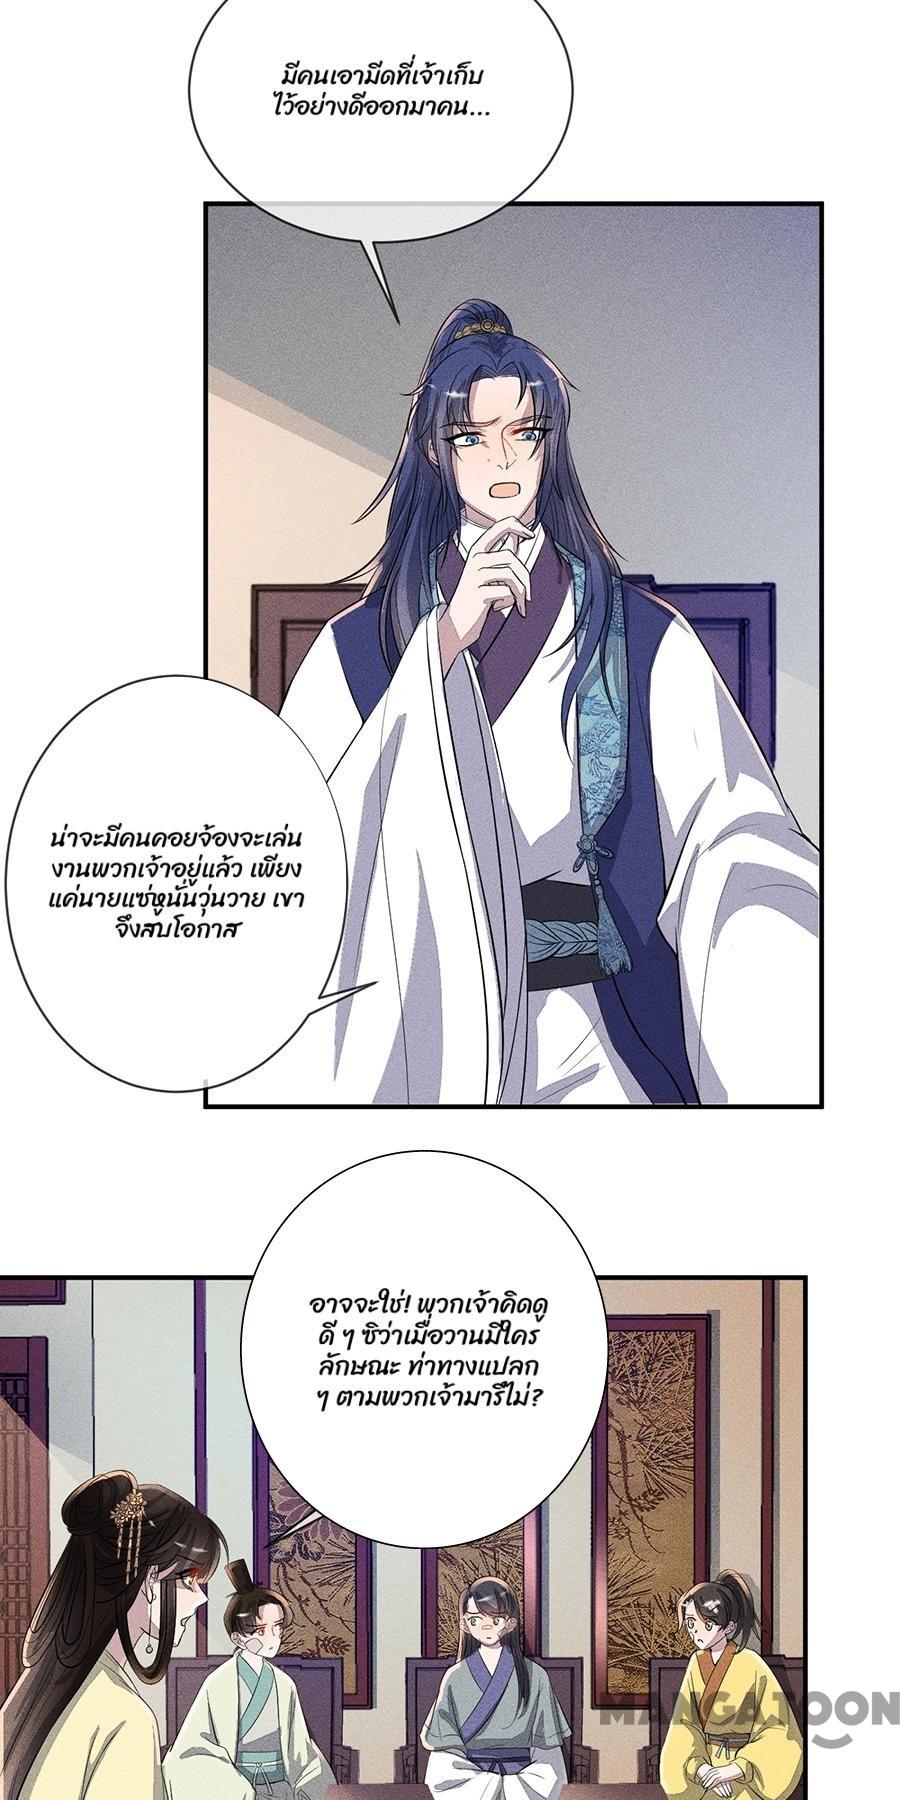 มีคนเอามีดที่เจ้าเก็บ
ไว้อย่างดีออกมาคน...
น่าจะมีคนคอยจ้องจะเล่น
งานพวกเจ้าอยู่แล้ว เพียง
แค่นายแซ่หูนั่นวุ่นวาย เขา
จึงสบโอกาส
อาจจะใช่! พวกเจ้าคิดดู
ดี ๆ ซิว่าเมื่อวานมีใคร
ลักษณะ ท่าทางแปลก
ๆ ตามพวกเจ้ามารึไม่?
MANGATOON